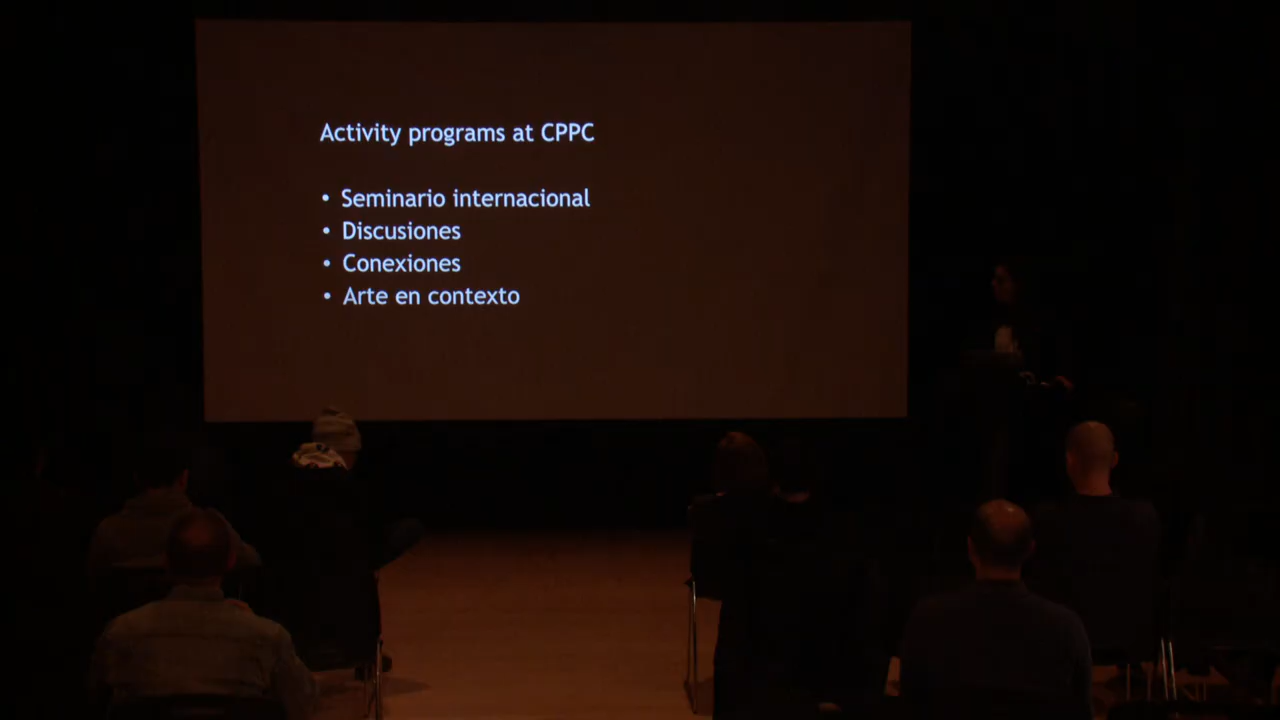 Activity programs at CPPC
• Seminario internacional
• Discusiones
• Conexiones
• Arte en contexto